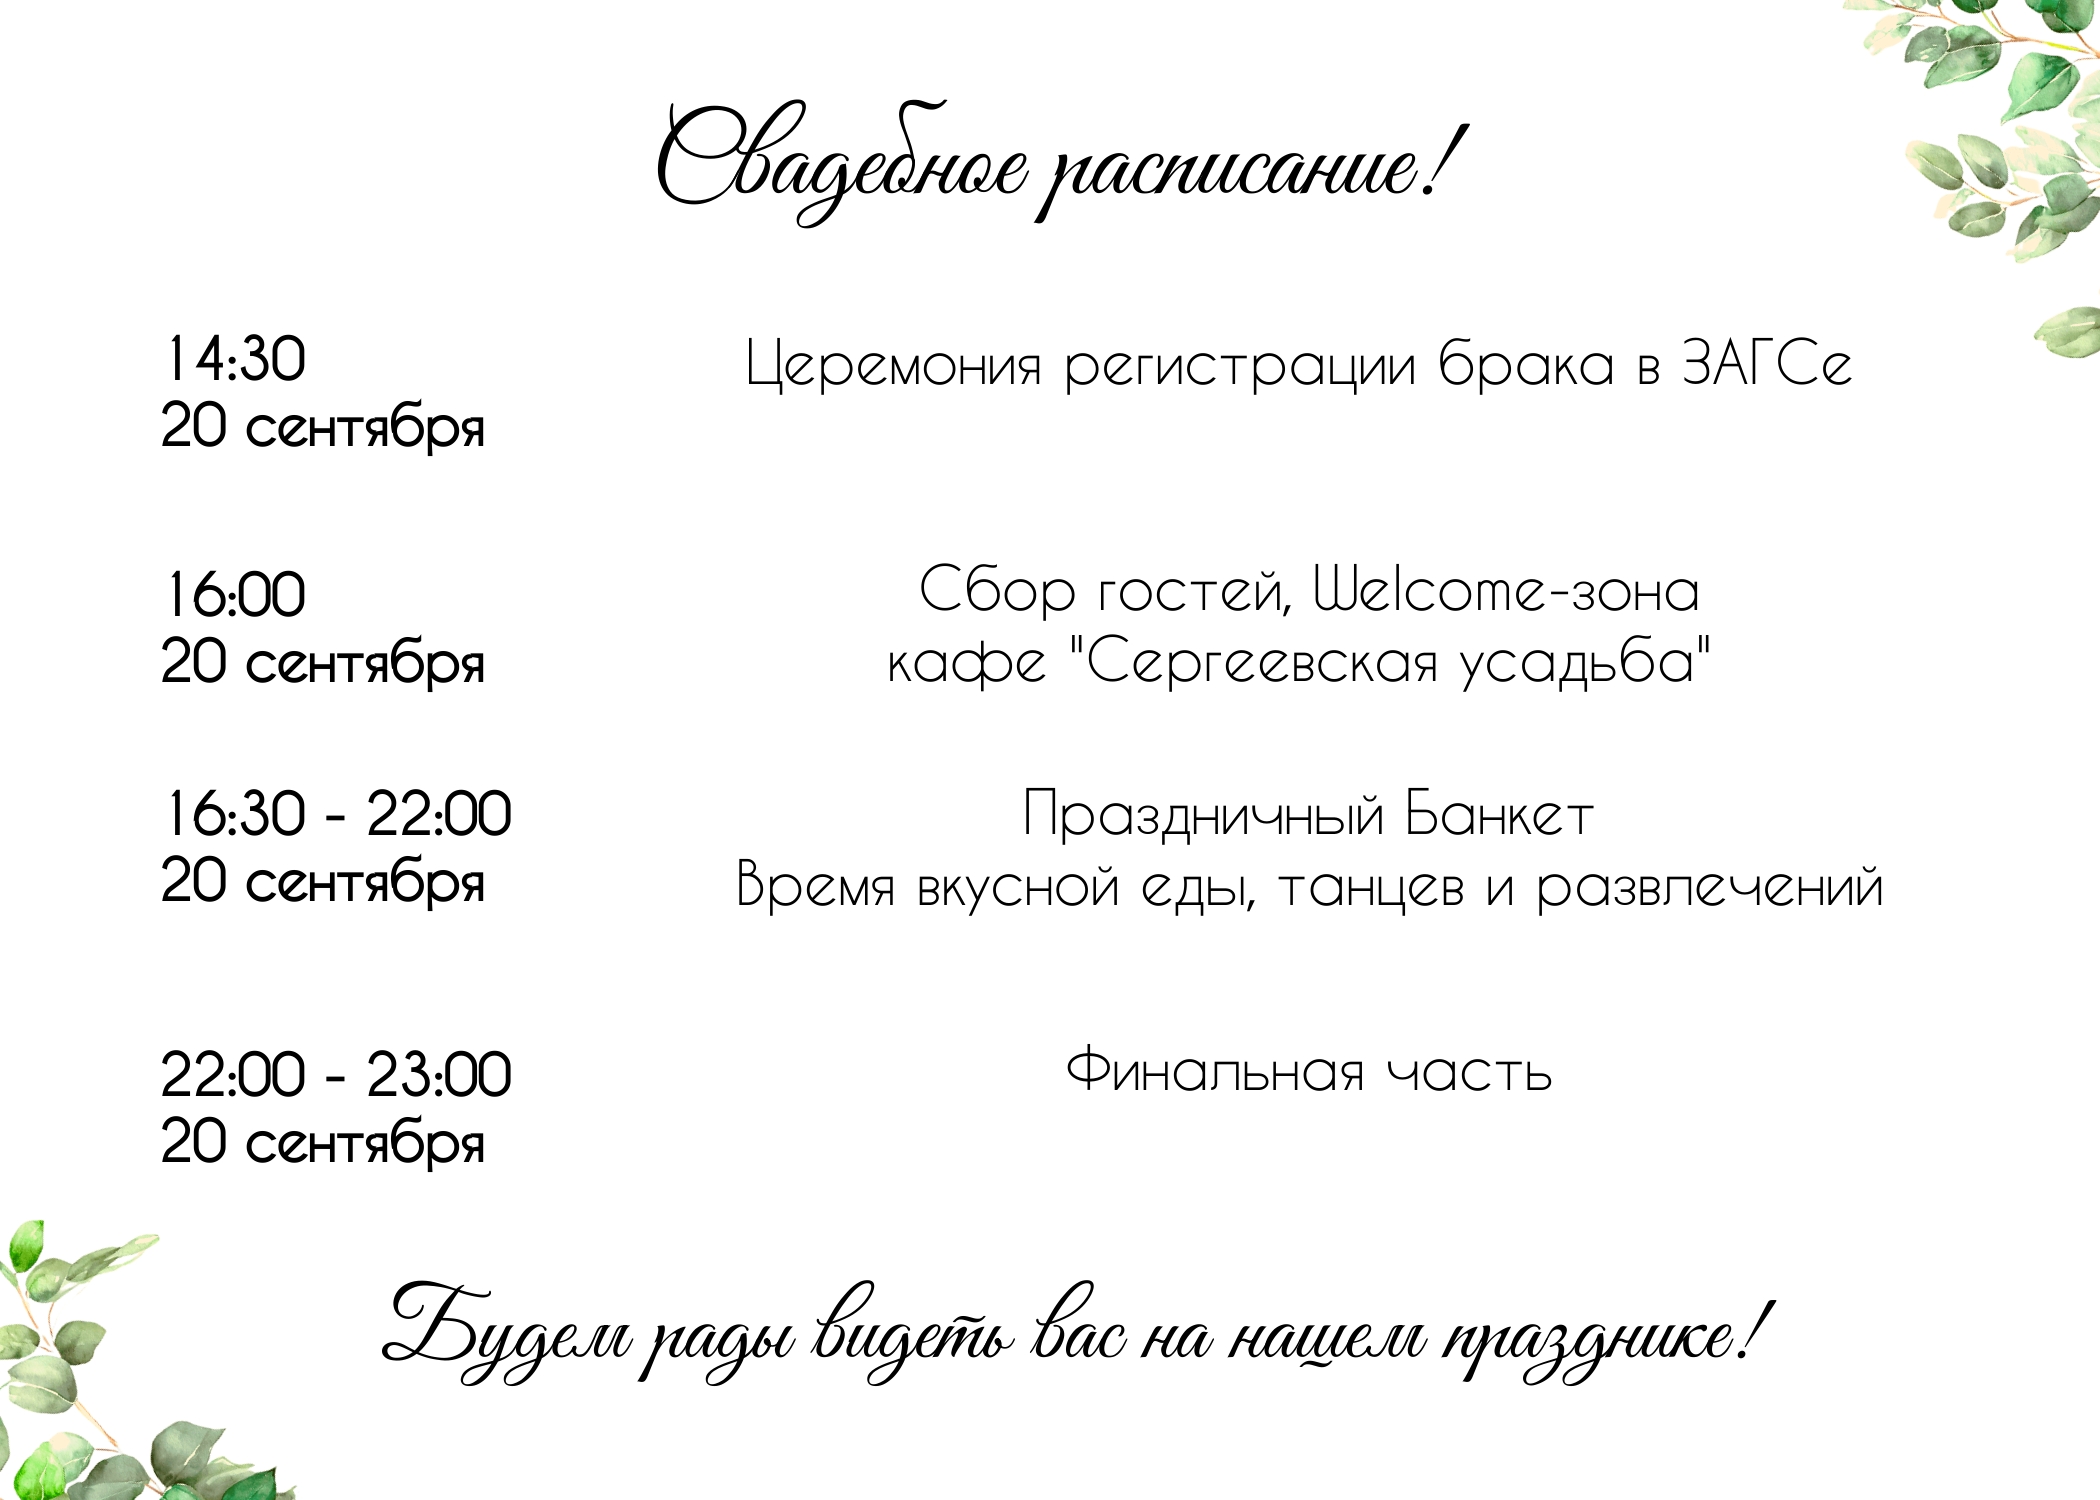 Свадебное расписание!
14:30
20 сентября
Церемония регистрации брака в ЗАГСе
16:00
20 сентября
Сбор гостей, Welcome-зона
кафе "Сергеевская усадьба"
16:30 - 22:00
20 сентября
Праздничный Банкет
Время вкусной еды, танцев и развлечений
22:00 - 23:00
20 сентября
Финальная часть
Будем рады видеть вас на нашем празднике!